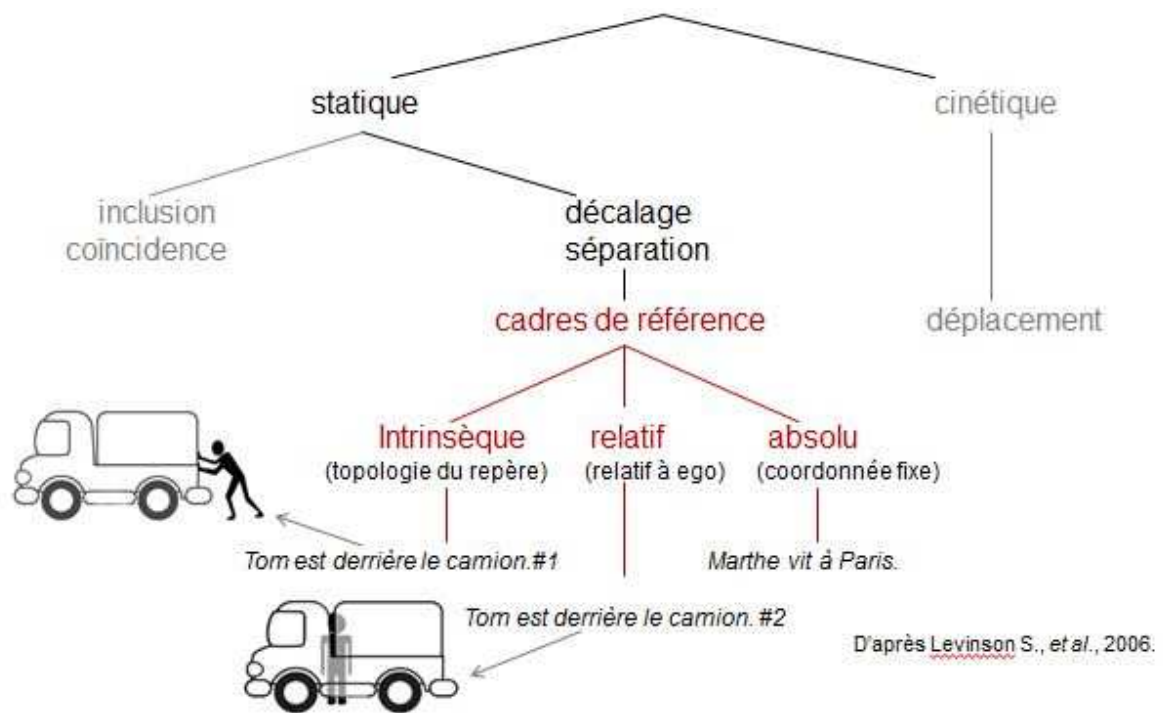 statique
cinétique
inclusion
coïncidence
décalage
séparation
cadres de référence
déplacement
Intrinsèque
(topologie du repère)
relatif
(relatif à ego)
absolu
(coordonnée fixe)
Tom est derrière le camion.#1
Marthe vit à Paris.
Tom est derrière le camion. #2
D'après Levinson S., et al., 2006.